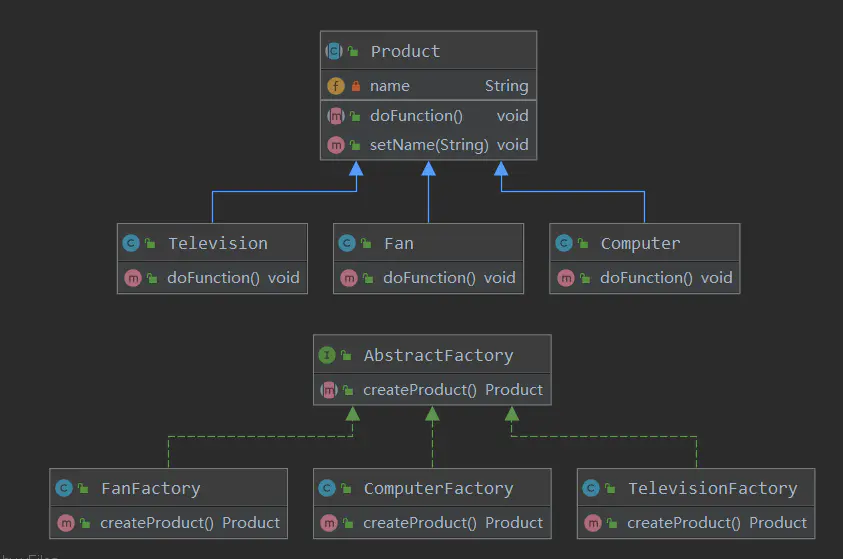 Product
name String
doFunction() void
setName(String) void
Television
doFunction() void
Fan
doFunction() void
Computer
doFunction() void
AbstractFactory
createProduct() Product
FanFactory
createProduct() Product
ComputerFactory
createProduct() Product
TelevisionFactory
createProduct() Product